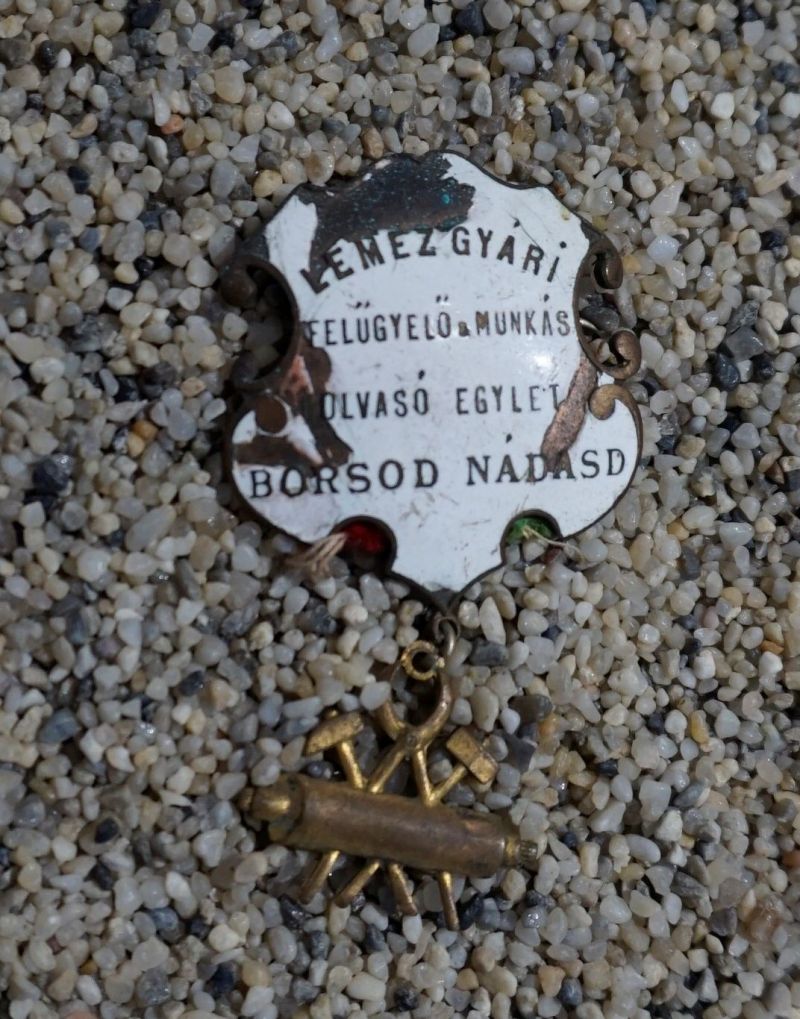 LEMEZGYÁRI
FELÜGYELŐ & MUNKÁS
OLVASÓ EGYLET
BORSOD NÁDASD